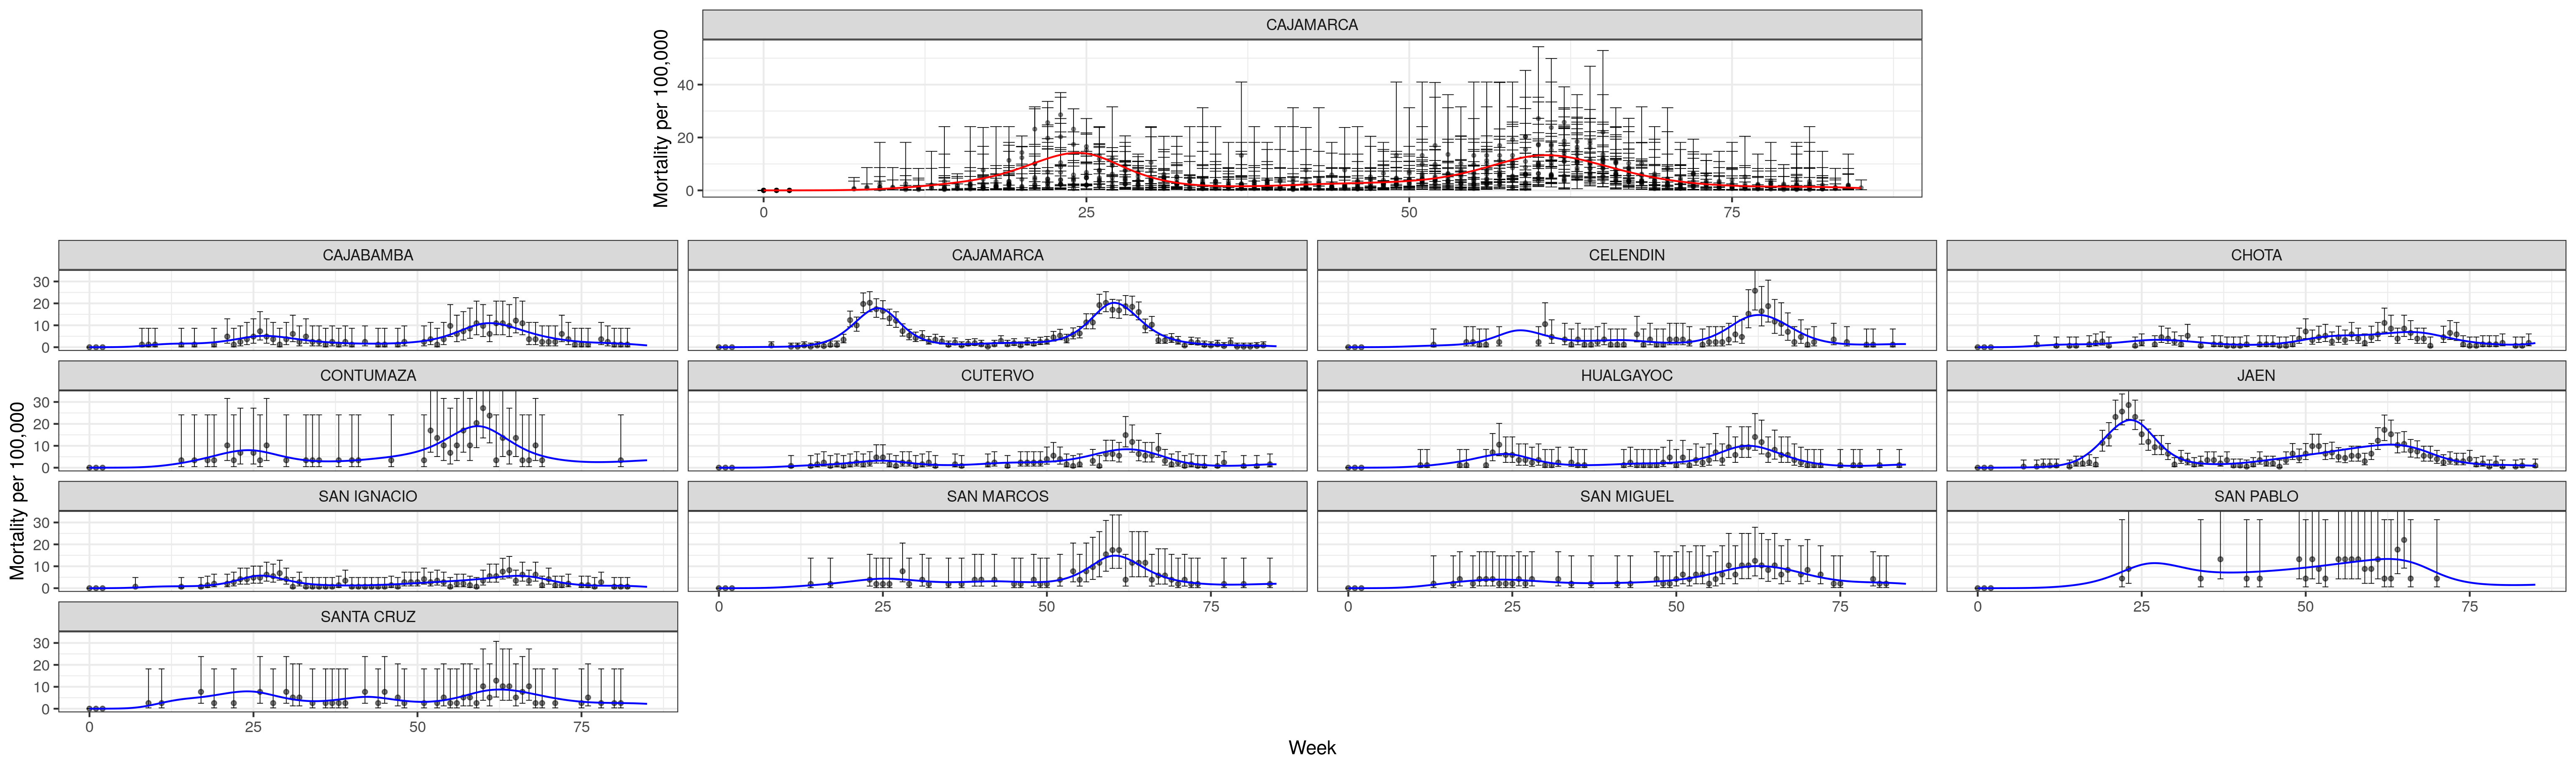 CAJAMARCA
Mortality per 100,000
40
20
0
0 25 50 75
CAJABAMBA CAJAMARCA CELENDIN CHOTA
30
20
10
0
CONTUMAZA CUTERVO HUALGAYOC JAEN
30
20
10
0
Mortality per 100,000
SAN IGNACIO SAN MARCOS SAN MIGUEL SAN PABLO
30
20
10
0
0 25 50 75 0 25 50 75 0 25 50 75
SANTA CRUZ
30
20
10
0
0 25 50 75
Week